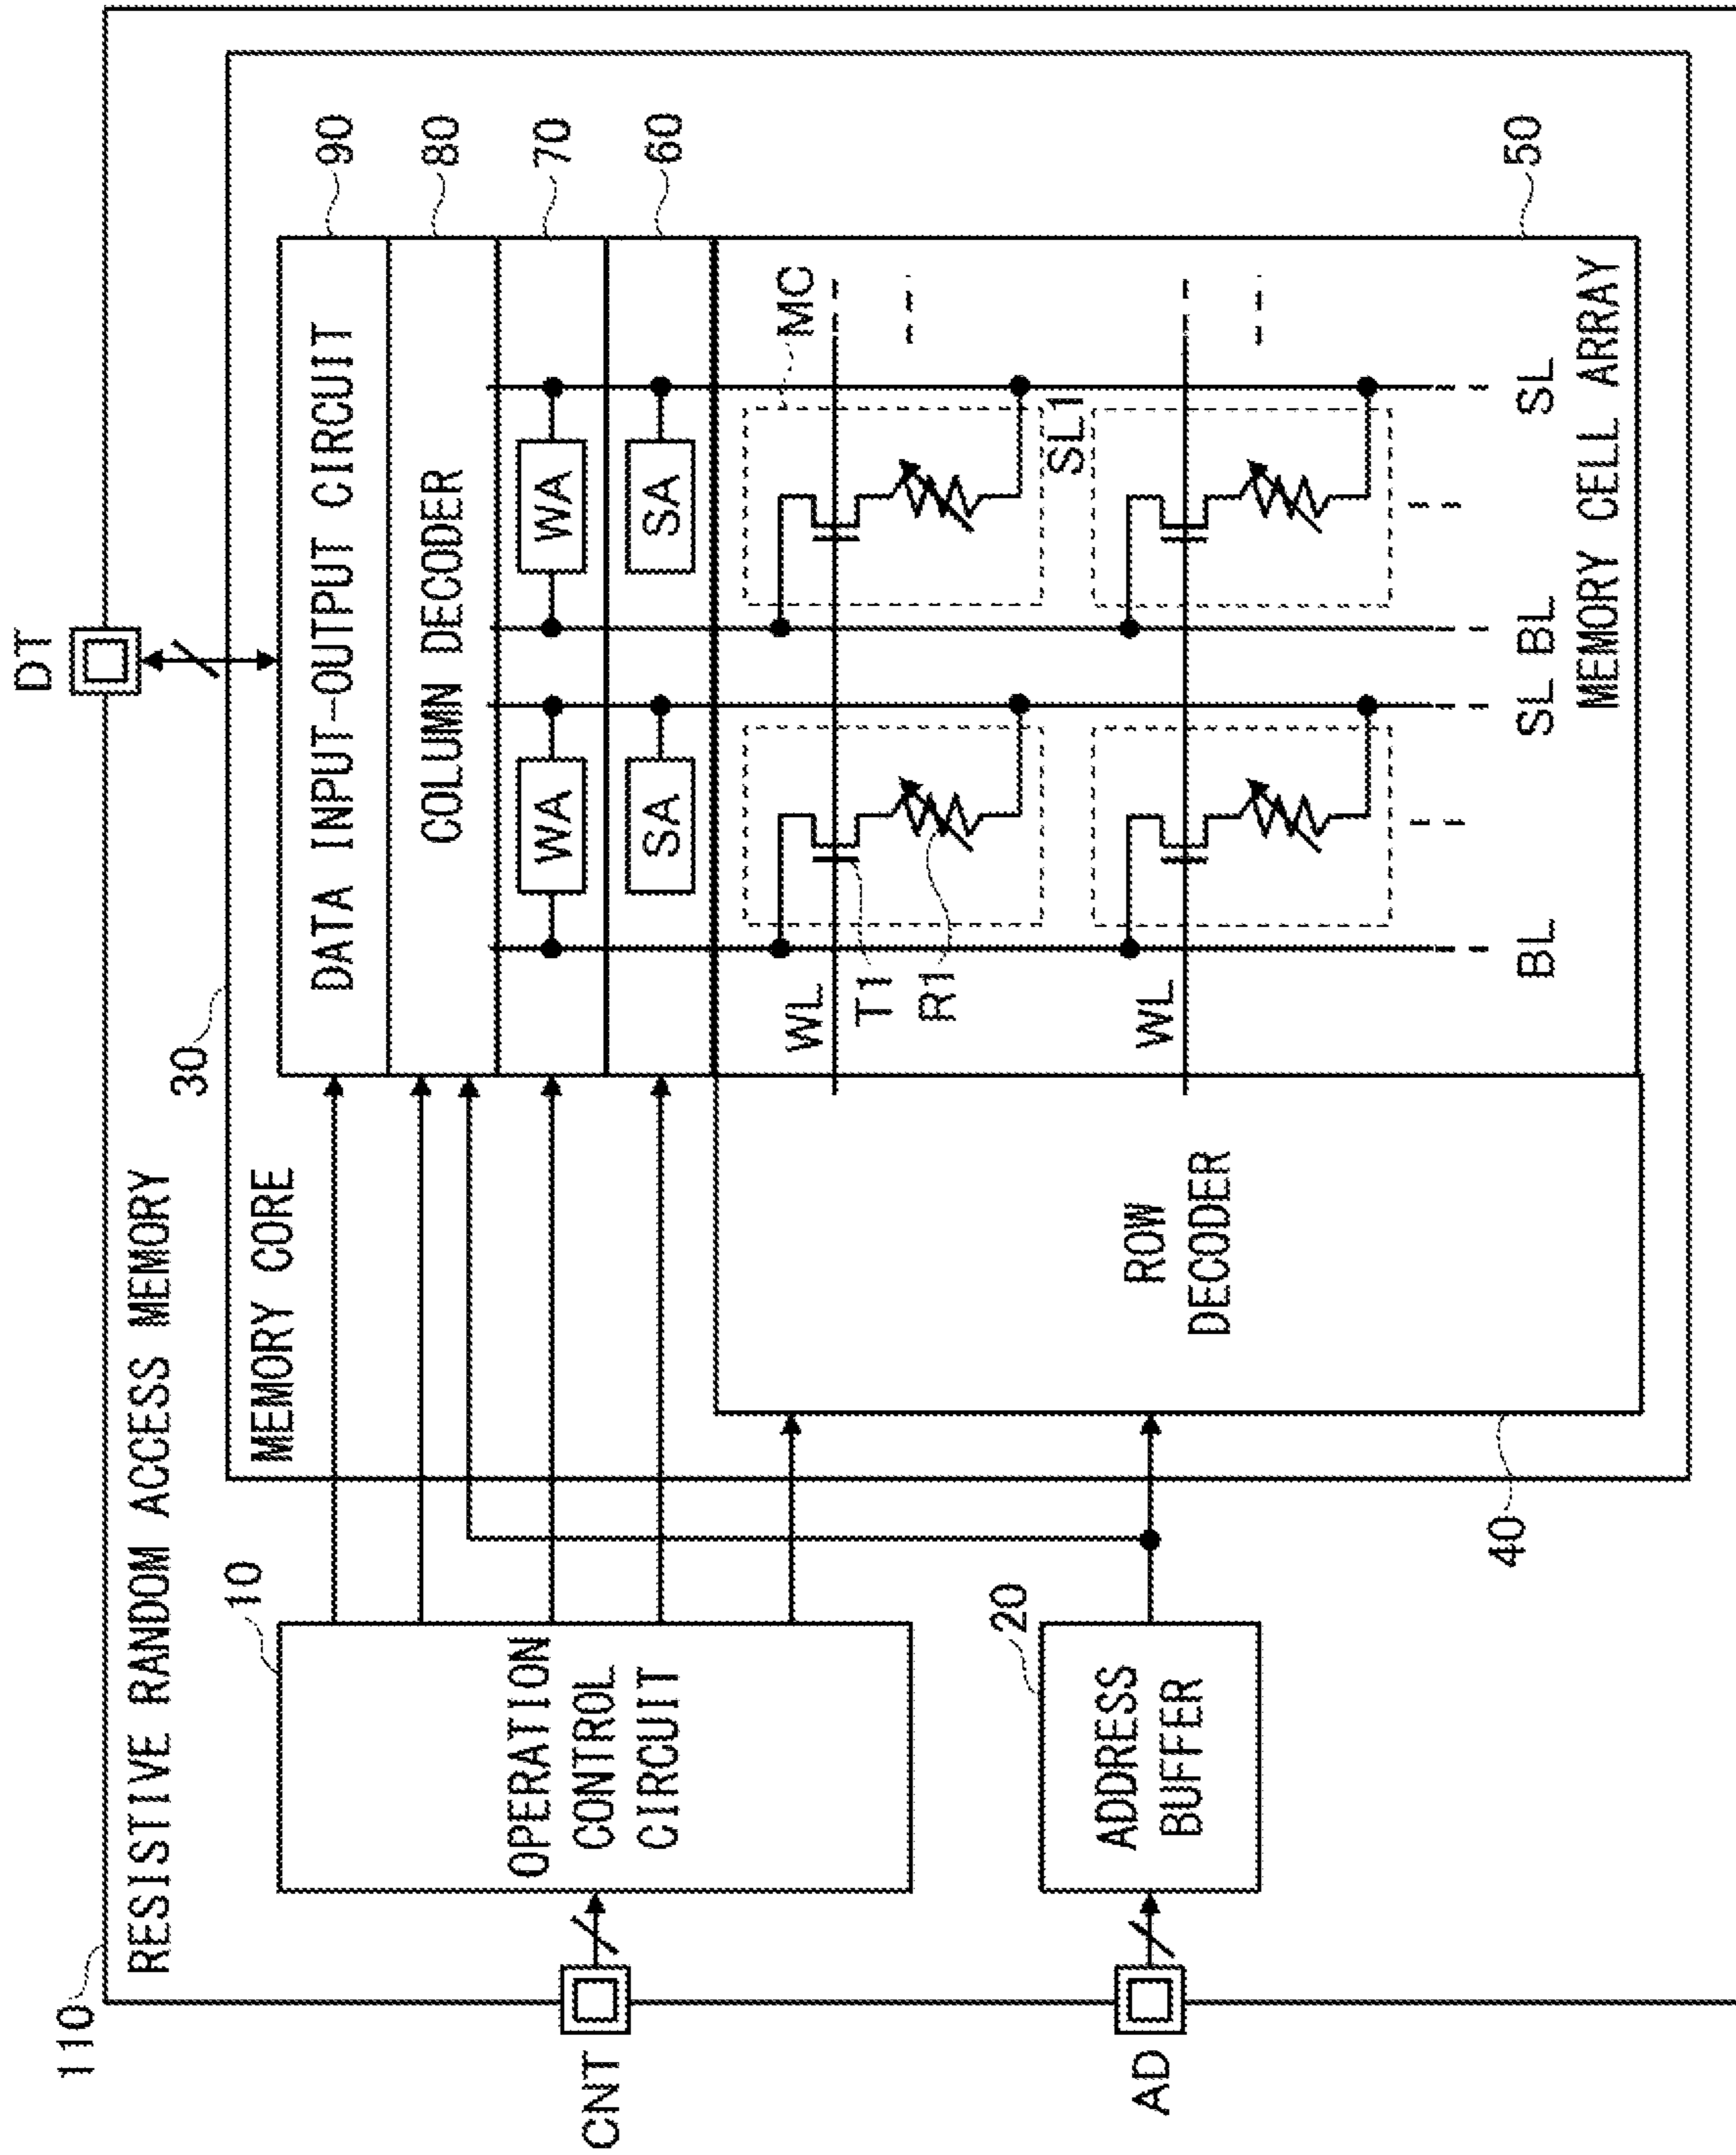 DT
110
RESISTIVE RANDOM ACCESS MEMORY
30
MEMORY CORE
90
DATA INPUT-OUTPUT CIRCUIT
80
COLUMN DECODER
70
WA
WA
60
SA
SA
10
OPERATION
CONTROL
CIRCUIT
CNT
MC
WL
T1
R1
SL1
WL
20
ADDRESS
BUFFER
AD
ROW
DECODER
40
BL
SL
BL
SL
50
MEMORY CELL ARRAY